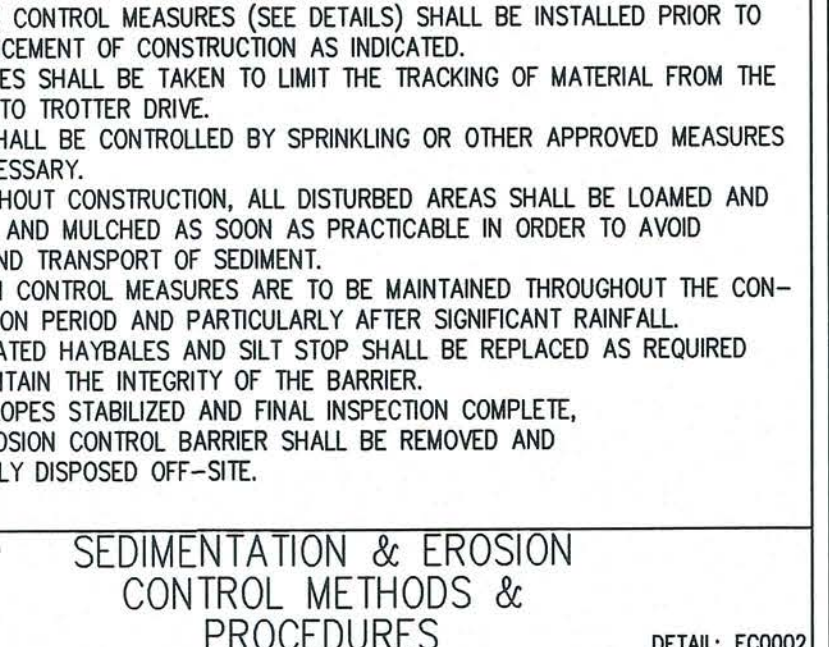 CONTROL MEASURES (SEE DETAILS) SHALL BE INSTALLED PRIOR TO
CEMENT OF CONSTRUCTION AS INDICATED.
ES SHALL BE TAKEN TO LIMIT THE TRACKING OF MATERIAL FROM THE
TO TROTTER DRIVE.
HALL BE CONTROLLED BY SPRINKLING OR OTHER APPROVED MEASURES
ESSARY.
HOUT CONSTRUCTION, ALL DISTURBED AREAS SHALL BE LOAMED AND
AND MULCHED AS SOON AS PRACTICABLE IN ORDER TO AVOID
ND TRANSPORT OF SEDIMENT.
CONTROL MEASURES ARE TO BE MAINTAINED THROUGHOUT THE CON-
ON PERIOD AND PARTICULARLY AFTER SIGNIFICANT RAINFALL.
ATED HAYBALES AND SILT STOP SHALL BE REPLACED AS REQUIRED
TAIN THE INTEGRITY OF THE BARRIER.
OPES STABILIZED AND FINAL INSPECTION COMPLETE,
OSION CONTROL BARRIER SHALL BE REMOVED AND
LY DISPOSED OFF-SITE.
SEDIMENTATION & EROSION
CONTROL METHODS &
PROCEDURES
DETAIL: EC0002